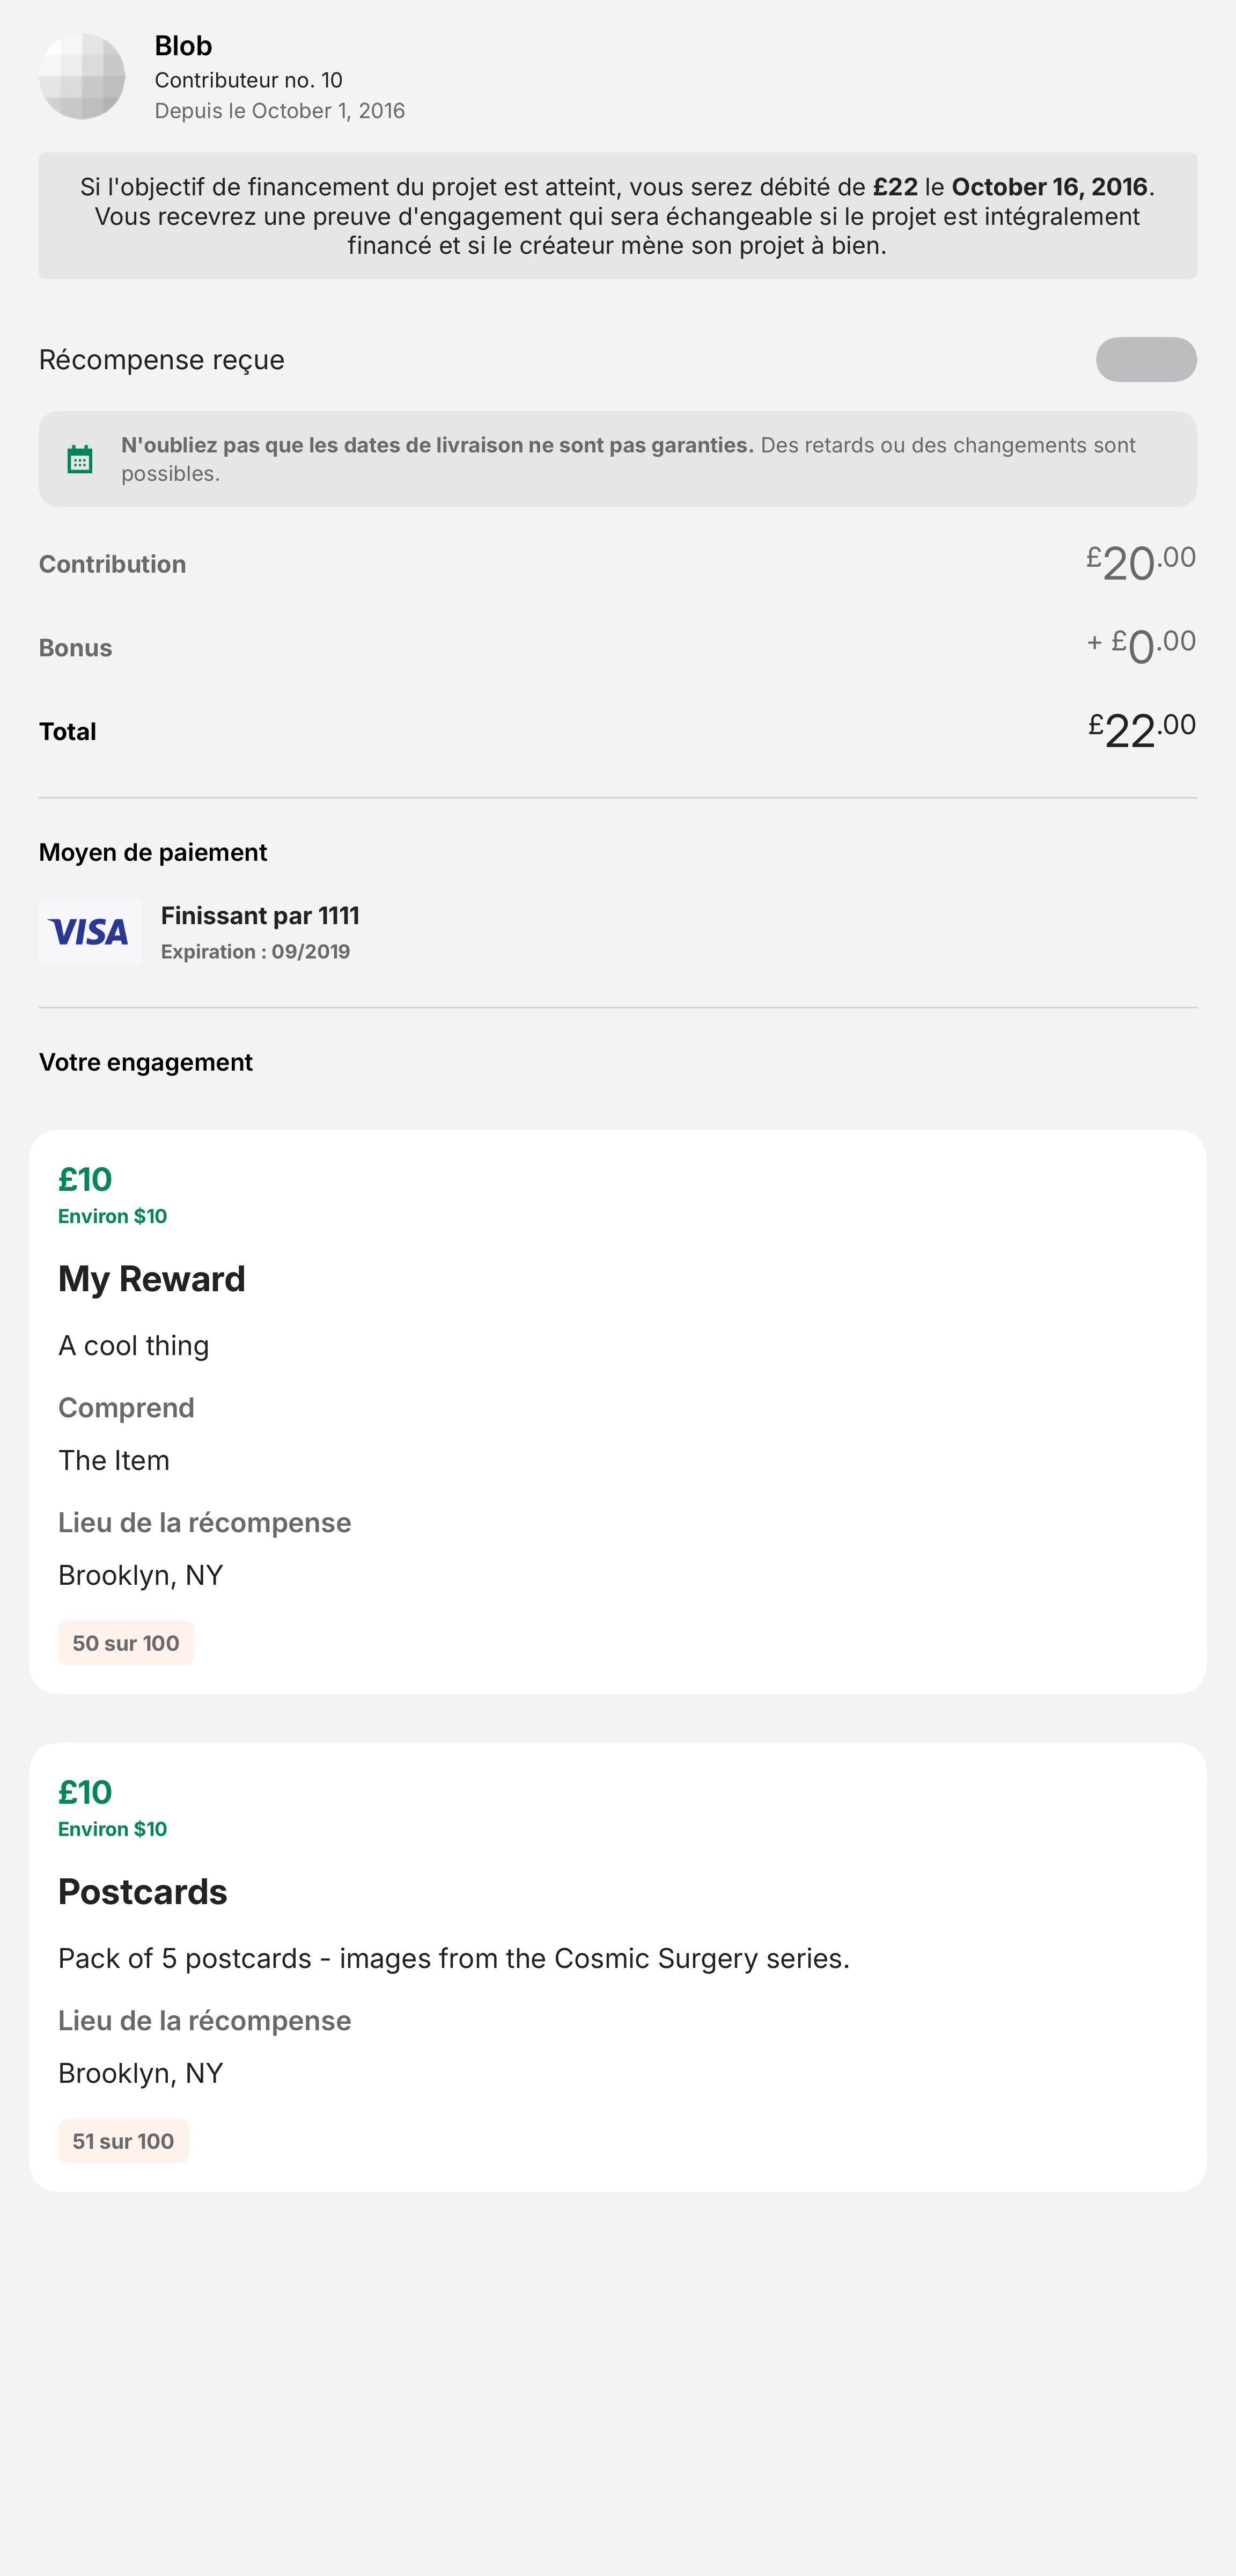 Blob
Contributeur no. 10
Depuis le October 1, 2016
Si l'objectif de financement du projet est atteint, vous serez débité de £22 le October 16, 2016.
Vous recevrez une preuve d'engagement qui sera échangeable si le projet est intégralement
financé et si le créateur mène son projet à bien.
Récompense reçue
N'oubliez pas que les dates de livraison ne sont pas garanties. Des retards ou des changements sont
possibles.
Contribution £20.00
Bonus + £0.00
Total £22.00
Moyen de paiement
VISA
Finissant par 1111
Expiration : 09/2019
Votre engagement
£10
Environ $10
My Reward
A cool thing
Comprend
The Item
Lieu de la récompense
Brooklyn, NY
50 sur 100
£10
Environ $10
Postcards
Pack of 5 postcards - images from the Cosmic Surgery series.
Lieu de la récompense
Brooklyn, NY
51 sur 100